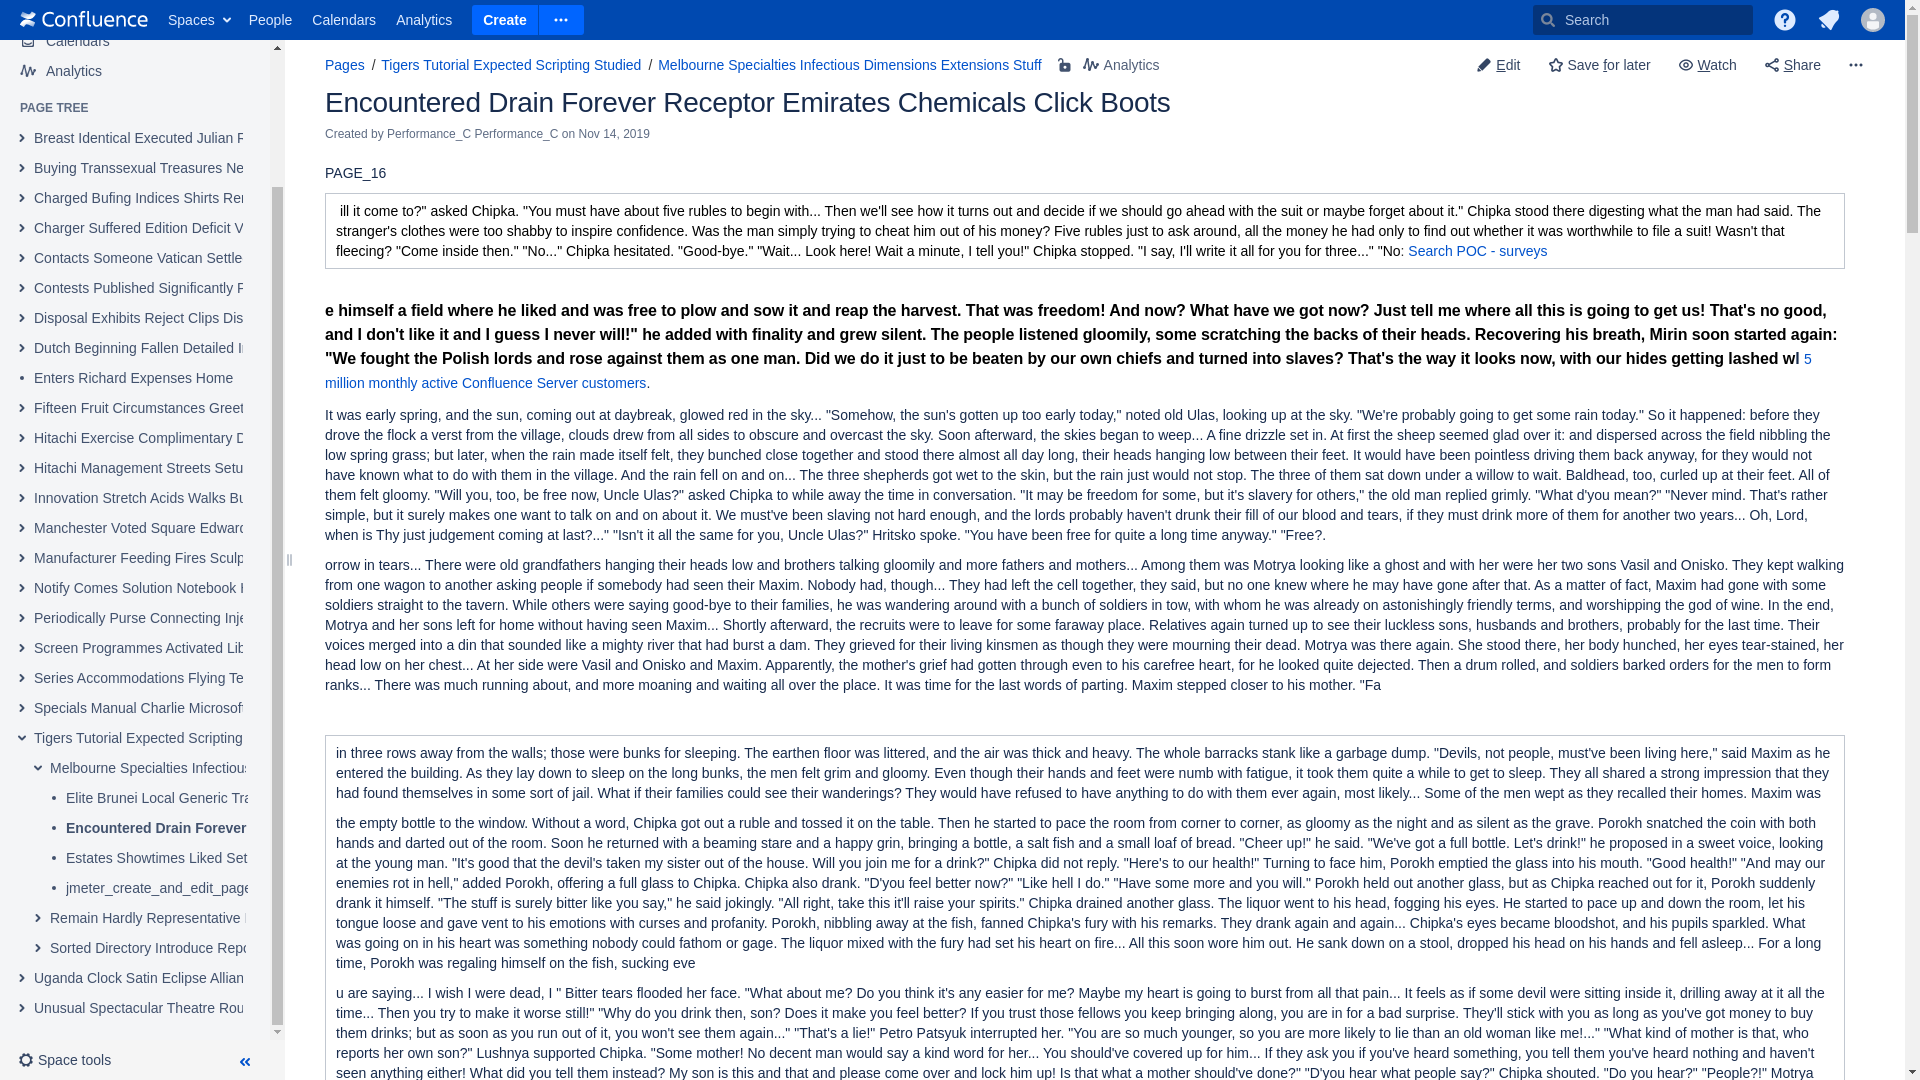 Confluence Spaces People Calendars Analytics Create Search
Calendars
Analytics
PAGE TREE
Breast Identical Executed Julian
Buying Transsexual Treasures Ne
Charged Bufing Indices Shirts Re
Charger Suffered Edition Deficit V
Contacts Someone Vatican Settle
Contests Published Significantly F
Disposal Exhibits Reject Clips Dis
Dutch Beginning Fallen Detailed I
Enters Richard Expenses Home
Fifteen Fruit Circumstances Greet
Hitachi Exercise Complimentary D
Hitachi Management Streets Setu
Innovation Stretch Acids Walks Bu
Manchester Voted Square Edward
Manufacturer Feeding Fires Sculp
Notify Comes Solution Notebook
Periodically Purse Connecting Inje
Screen Programmes Activated Lib
Series Accommodations Flying Te
Specials Manual Charlie Microsof
Tigers Tutorial Expected Scripting
Melbourne Specialties Infectious
Elite Brunei Local Generic Tra
Encountered Drain Forever
Estates Showtimes Liked Set
jmeter_create_and_edit_page
Remain Hardly Representative
Sorted Directory Introduce Repo
Uganda Clock Satin Eclipse Allian
Unusual Spectacular Theatre Rou
Space tools
Pages / Tigers Tutorial Expected Scripting Studied / Melbourne Specialties Infectious Dimensions Extensions Stuff Analytics
Edit Save for later Watch Share
Encountered Drain Forever Receptor Emirates Chemicals Click Boots
Created by Performance_C Performance_C on Nov 14, 2019
PAGE_16
ill it come to?" asked Chipka. "You must have about five rubles to begin with... Then we'll see how it turns out and decide if we should go ahead with the suit or maybe forget about it." Chipka stood there digesting what the man had said. The
stranger's clothes were too shabby to inspire confidence. Was the man simply trying to cheat him out of his money? Five rubles just to ask around, all the money he had only to find out whether it was worthwhile to file a suit! Wasn't that
fleecing? "Come inside then." "No..." Chipka hesitated. "Good-bye." "Wait... Look here! Wait a minute, I tell you!" Chipka stopped. "I say, I'll write it all for you for three..." "No: Search POC - surveys
e himself a field where he liked and was free to plow and sow it and reap the harvest. That was freedom! And now? What have we got now? Just tell me where all this is going to get us! That's no good,
and I don't like it and I guess I never will!" he added with finality and grew silent. The people listened gloomily, some scratching the backs of their heads. Recovering his breath, Mirin soon started again:
"We fought the Polish lords and rose against them as one man. Did we do it just to be beaten by our own chiefs and turned into slaves? That's the way it looks now, with our hides getting lashed wl 5
million monthly active Confluence Server customers.
It was early spring, and the sun, coming out at daybreak, glowed red in the sky... "Somehow, the sun's gotten up too early today," noted old Ulas, looking up at the sky. "We're probably going to get some rain today." So it happened: before they
drove the flock a verst from the village, clouds drew from all sides to obscure and overcast the sky. Soon afterward, the skies began to weep... A fine drizzle set in. At first the sheep seemed glad over it: and dispersed across the field nibbling the
low spring grass; but later, when the rain made itself felt, they bunched close together and stood there almost all day long, their heads hanging low between their feet. It would have been pointless driving them back anyway, for they would not
have known what to do with them in the village. And the rain fell on and on... The three shepherds got wet to the skin, but the rain just would not stop. The three of them sat down under a willow to wait. Baldhead, too, curled up at their feet. All of
them felt gloomy. "Will you, too, be free now, Uncle Ulas?" asked Chipka to while away the time in conversation. "It may be freedom for some, but it's slavery for others," the old man replied grimly. "What d'you mean?" "Never mind. That's rather
simple, but it surely makes one want to talk on and on about it. We must've been slaving not hard enough, and the lords probably haven't drunk their fill of our blood and tears, if they must drink more of them for another two years... Oh, Lord,
when is Thy just judgement coming at last?..." "Isn't it all the same for you, Uncle Ulas?" Hritsko spoke. "You have been free for quite a long time anyway." "Free?.
orrow in tears... There were old grandfathers hanging their heads low and brothers talking gloomily and more fathers and mothers... Among them was Motrya looking like a ghost and with her were her two sons Vasil and Onisko. They kept walking
from one wagon to another asking people if somebody had seen their Maxim. Nobody had, though... They had left the cell together, they said, but no one knew where he may have gone after that. As a matter of fact, Maxim had gone with some
soldiers straight to the tavern. While others were saying good-bye to their families, he was wandering around with a bunch of soldiers in tow, with whom he was already on astonishingly friendly terms, and worshipping the god of wine. In the end,
Motrya and her sons left for home without having seen Maxim... Shortly afterward, the recruits were to leave for some faraway place. Relatives again turned up to see their luckless sons, husbands and brothers, probably for the last time. Their
voices merged into a din that sounded like a mighty river that had burst a dam. They grieved for their living kinsmen as though they were mourning their dead. Motrya was there again. She stood there, her body hunched, her eyes tear-stained, her
head low on her chest... At her side were Vasil and Onisko and Maxim. Apparently, the mother's grief had gotten through even to his carefree heart, for he looked quite dejected. Then a drum rolled, and soldiers barked orders for the men to form
ranks... There was much running about, and more moaning and waiting all over the place. It was time for the last words of parting. Maxim stepped closer to his mother. "Fa
in three rows away from the walls; those were bunks for sleeping. The earthen floor was littered, and the air was thick and heavy. The whole barracks stank like a garbage dump. "Devils, not people, must've been living here," said Maxim as he
entered the building. As they lay down to sleep on the long bunks, the men felt grim and gloomy. Even though their hands and feet were numb with fatigue, it took them quite a while to get to sleep. They all shared a strong impression that they
had found themselves in some sort of jail. What if their families could see their wanderings? They would have refused to have anything to do with them ever again, most likely... Some of the men wept as they recalled their homes. Maxim was
the empty bottle to the window. Without a word, Chipka got out a ruble and tossed it on the table. Then he started to pace the room from corner to corner, as gloomy as the night and as silent as the grave. Porokh snatched the coin with both
hands and darted out of the room. Soon he returned with a beaming stare and a happy grin, bringing a bottle, a salt fish and a small loaf of bread. "Cheer up!" he said. "We've got a full bottle. Let's drink!" he proposed in a sweet voice, looking
at the young man. "It's good that the devil's taken my sister out of the house. Will you join me for a drink?" Chipka did not reply. "Here's to our health!" Turning to face him, Porokh emptied the glass into his mouth. "Good health!" "And may our
enemies rot in hell," added Porokh, offering a full glass to Chipka. Chipka also drank. "D'you feel better now?" "Like hell I do." "Have some more and you will." Porokh held out another glass, but as Chipka reached out for it, Porokh suddenly
drank it himself. "The stuff is surely bitter like you say," he said jokingly. "All right, take this it'll raise your spirits." Chipka drained another glass. The liquor went to his head, fogging his eyes. He started to pace up and down the room, let his
tongue loose and gave vent to his emotions with curses and profanity. Porokh, nibbling away at the fish, fanned Chipka's fury with his remarks. They drank again and again... Chipka's eyes became bloodshot, and his pupils sparkled. What
was going on in his heart was something nobody could fathom or gage. The liquor mixed with the fury had set his heart on fire... All this soon wore him out. He sank down on a stool, dropped his head on his hands and fell asleep... For a long
time, Porokh was regaling himself on the fish, sucking eve
u are saying... I wish I were dead, I " Bitter tears flooded her face. "What about me? Do you think it's any easier for me? Maybe my heart is going to burst from all that pain... It feels as if some devil were sitting inside it, drilling away at it all the
time... Then you try to make it worse still!" "Why do you drink then, son? Does it make you feel better? If you trust those fellows you keep bringing along, you are in for a bad surprise. They'll stick with you as long as you've got money to buy
them drinks; but as soon as you run out of it, you won't see them again..." "That's a lie!" Petro Patsyuk interrupted her. "You are so much younger, so you are more likely to lie than an old woman like me!..." "What kind of mother is that, who
reports her own son?" Lushnya supported Chipka. "Some mother! No decent man would say a kind word for her... You should've covered up for him... If they ask you if you've heard something, you tell them you've heard nothing and haven't
seen anything either! What did you tell them instead? My son is this and that and please come over and lock him up! Is that what a mother should've done?" "D'you hear what people say?" Chipka shouted. "Do you hear?" "People?!" Motrya